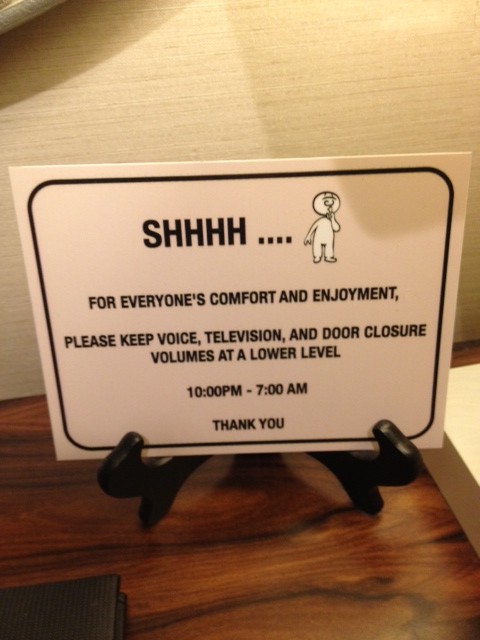 SHHHH ....
FOR EVERYONE'S COMFORT AND ENJOYMENT,
PLEASE KEEP VOICE, TELEVISION, AND DOOR CLOSURE
VOLUMES AT A LOWER LEVEL
10:00PM - 7:00 AM
THANK YOU